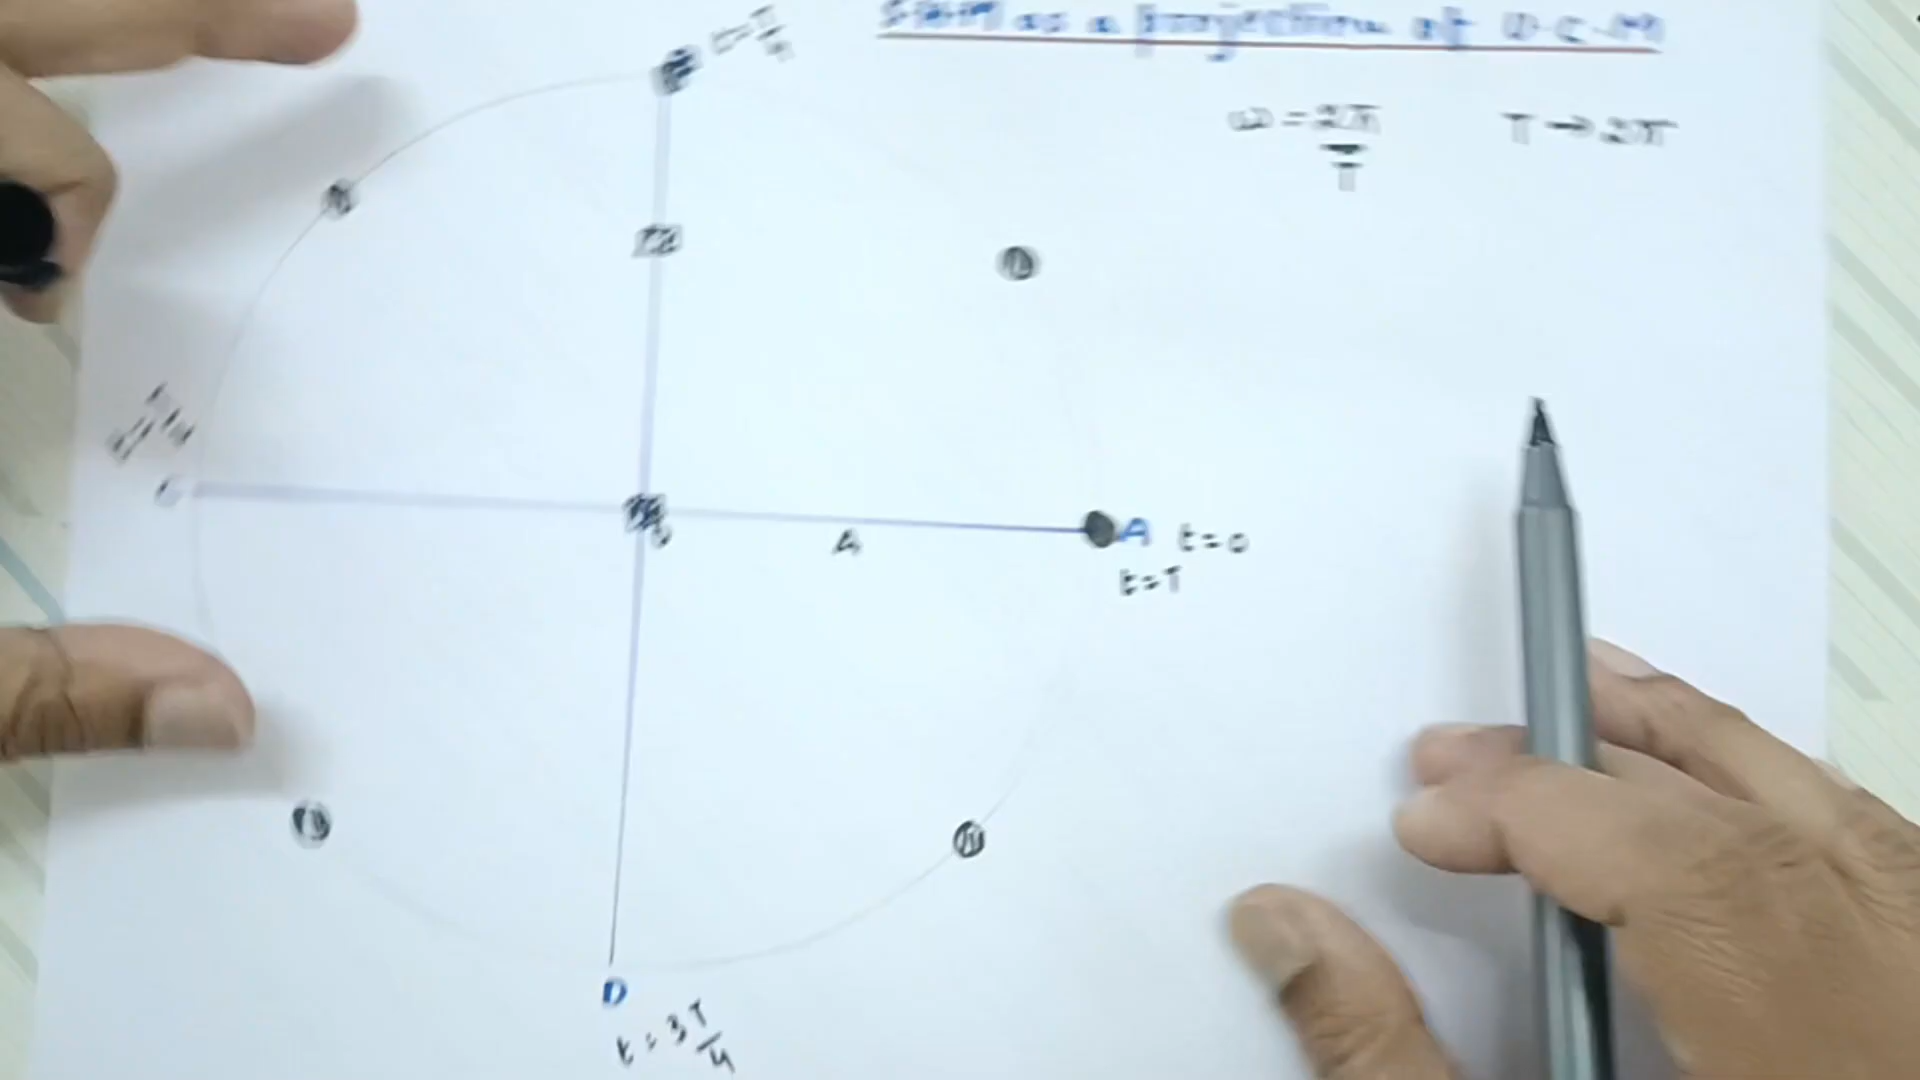 SHM as a projection of U.C.M
t=T/4
ω = 2π/T
T → 2π
C
A
A t=0
t=T
D
t = 3T/4